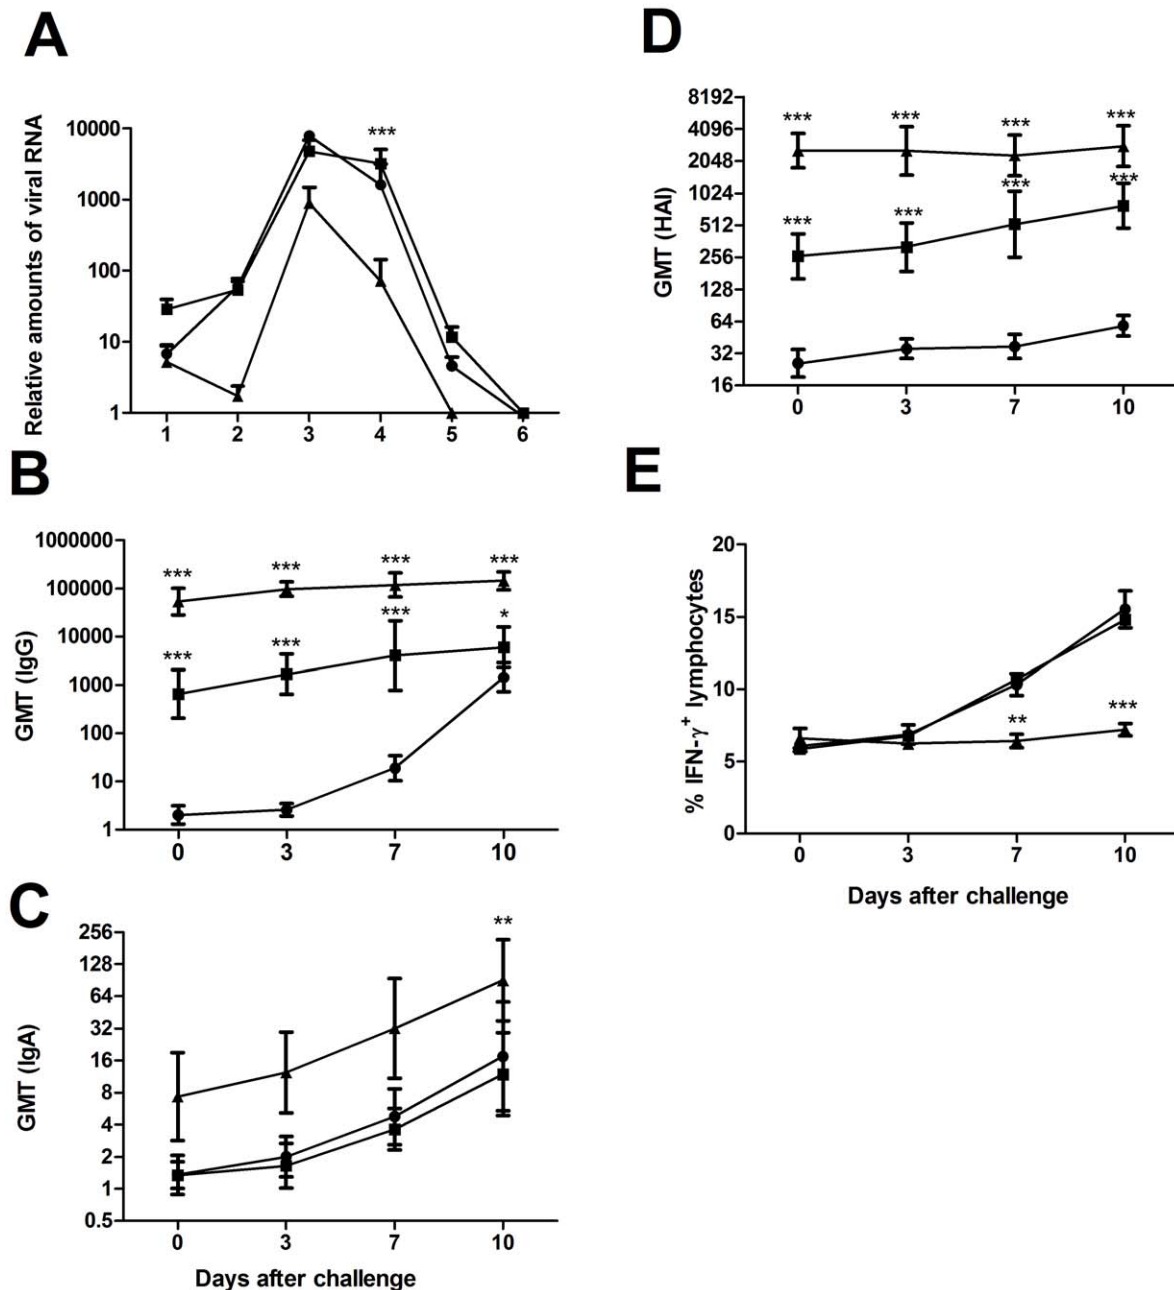 A
Relative amounts of viral RNA
10000
1000
100
10
1
***
1 2 3 4 5 6
B
GMT (IgG)
1000000
100000
10000
1000
100
10
1
*** *** *** ***
*** *** *** *
0 3 7 10
C
GMT (IgA)
256
128
64
32
16
8
4
2
1
0.5
**
0 3 7 10
Days after challenge
D
GMT (HAI)
8192
4096
2048
1024
512
256
128
64
32
16
*** *** *** ***
*** *** *** ***
0 3 7 10
E
% IFN-γ+ lymphocytes
20
15
10
5
0
** ***
0 3 7 10
Days after challenge